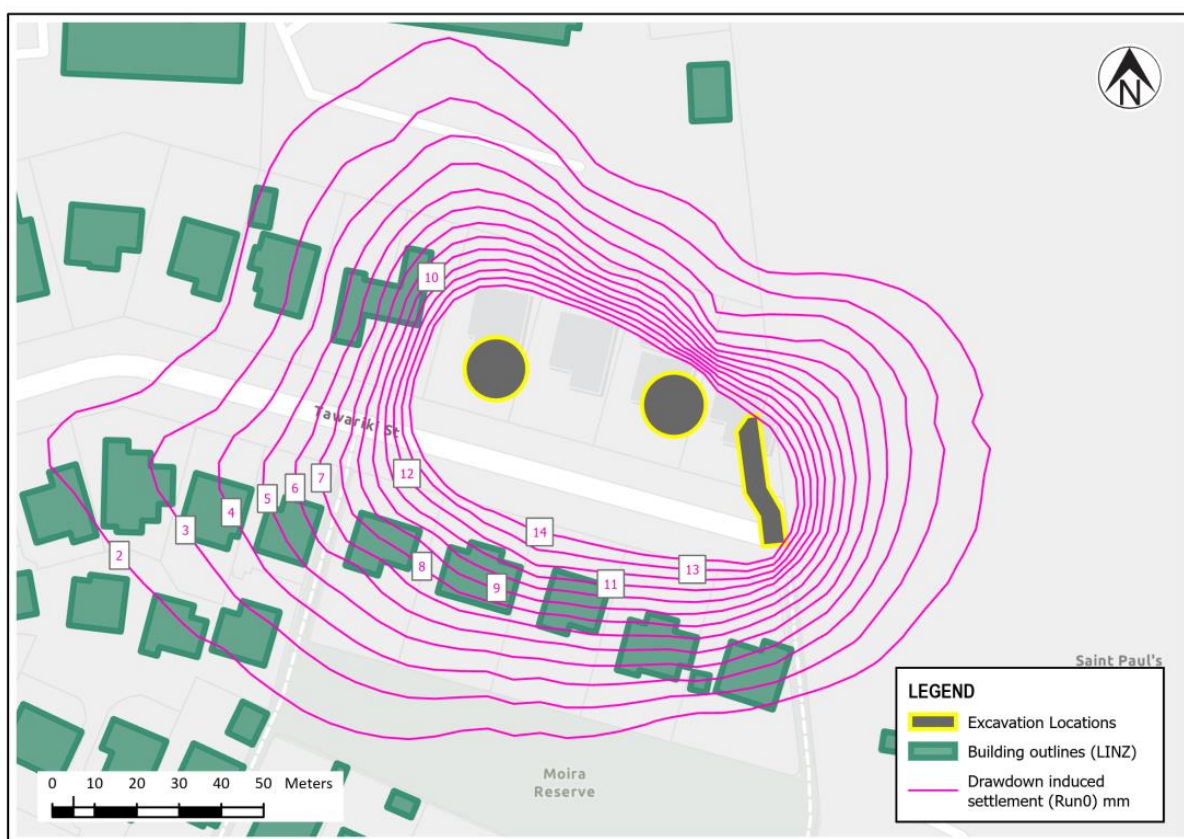 N
10
Tawariki St
12
7
6
5
4
3
2
14
13
8
9
11
Saint Paul's
Moira
Reserve
LEGEND
Excavation Locations
Building outlines (LINZ)
Drawdown induced
settlement (Run0) mm
0 10 20 30 40 50 Meters